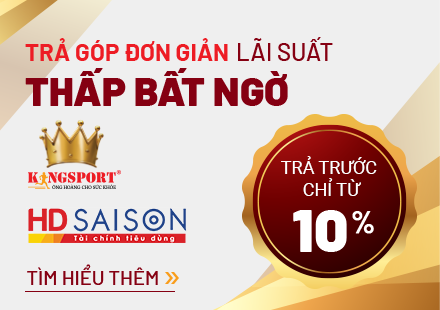 TRẢ GÓP ĐƠN GIẢN LÃI SUẤT
THẤP BẤT NGỜ
KINGSPORT®
ÔNG HOÀNG CHO SỨC KHỎE
HD SAISON
Tài chính tiêu dùng
TRẢ TRƯỚC
CHỈ TỪ
10%
TÌM HIỂU THÊM »